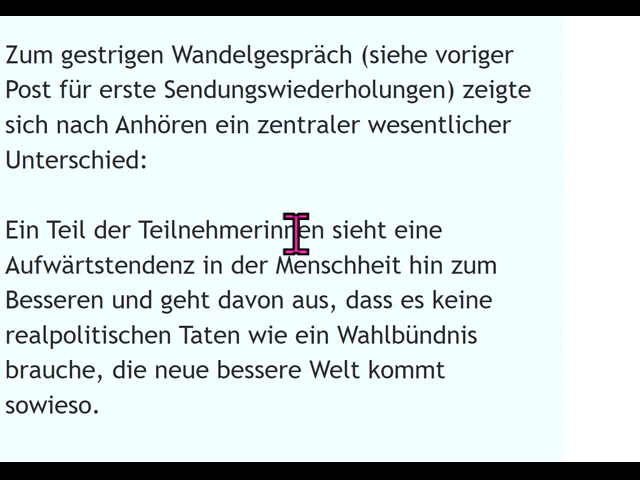 Zum gestrigen Wandelgespräch (siehe voriger
Post für erste Sendungswiederholungen) zeigte
sich nach Anhören ein zentraler wesentlicher
Unterschied:
Ein Teil der Teilnehmerinnen sieht eine
Aufwärtstendenz in der Menschheit hin zum
Besseren und geht davon aus, dass es keine
realpolitischen Taten wie ein Wahlbündnis
brauche, die neue bessere Welt kommt
sowieso.